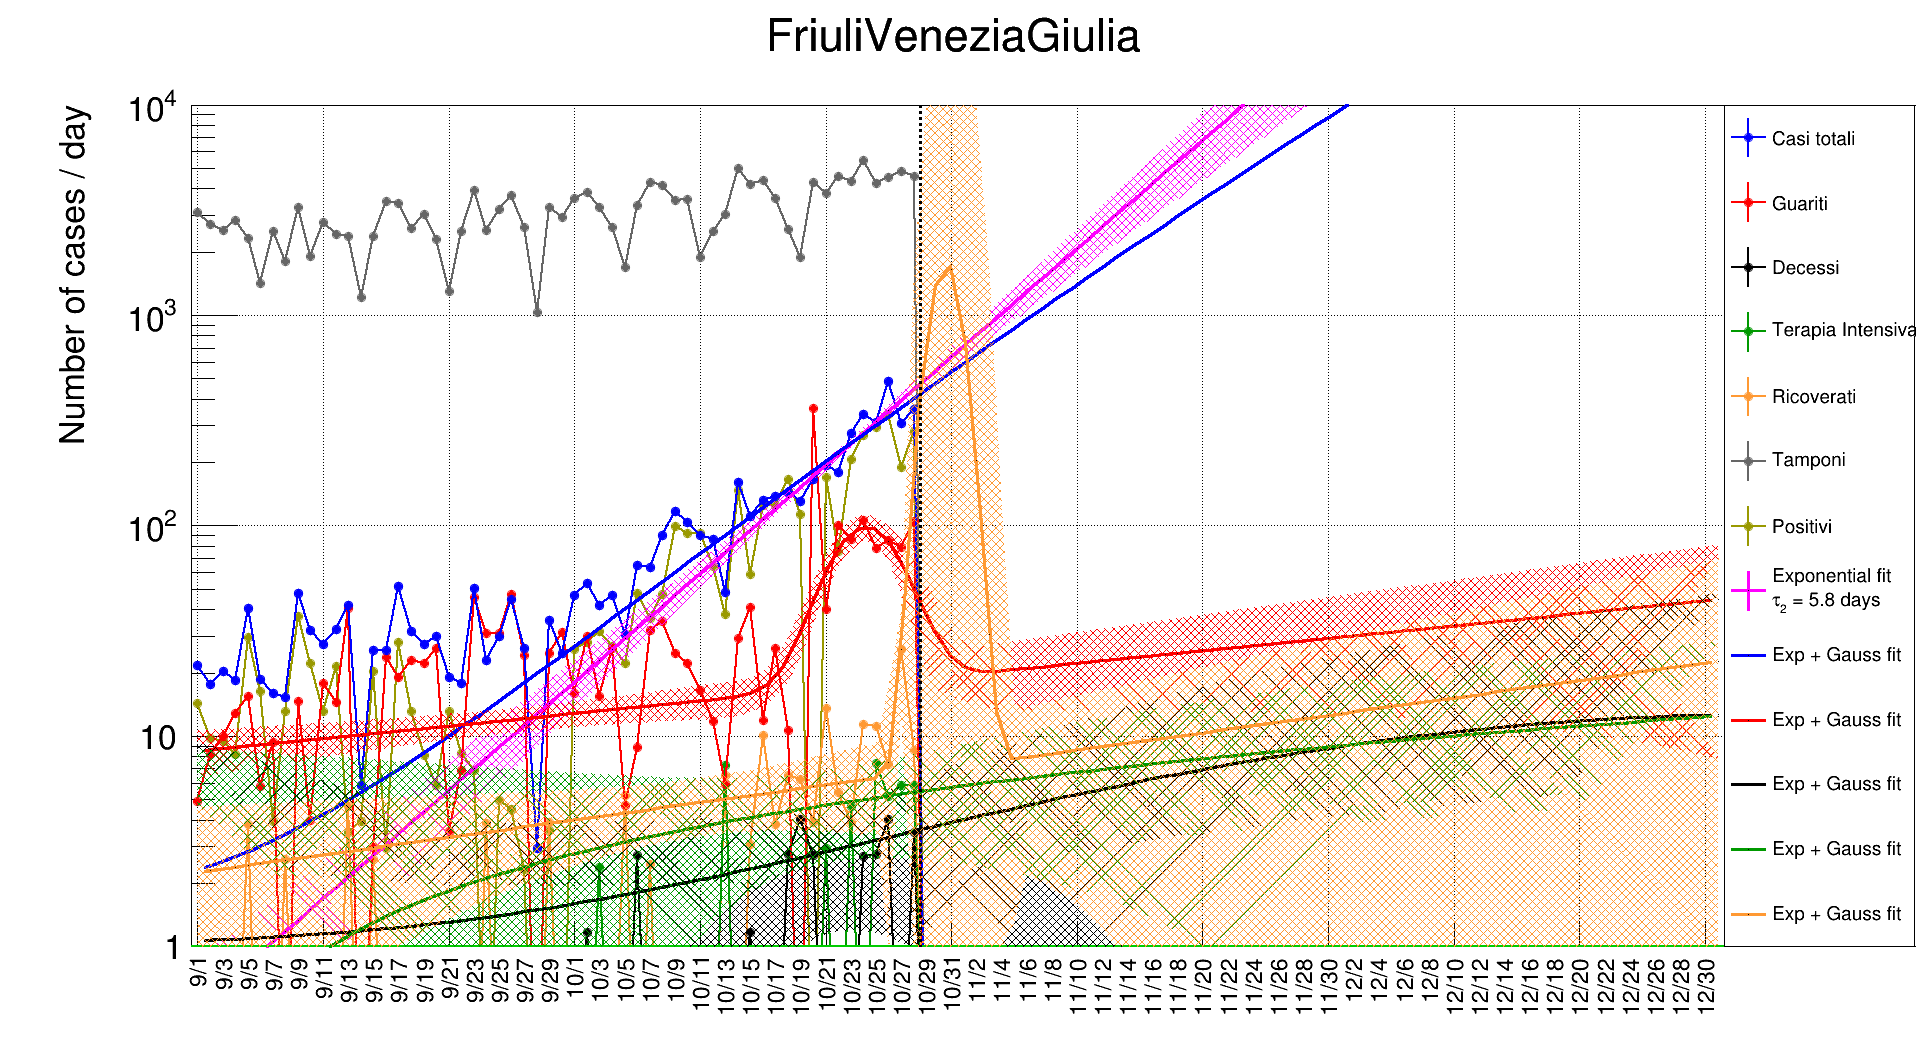 FriuliVeneziaGiulia
Number of cases / day
10^4
10^3
10^2
10
1
9/1 9/3 9/5 9/7 9/9 9/11 9/13 9/15 9/17 9/19 9/21 9/23 9/25 9/27 9/29 10/1 10/3 10/5 10/7 10/9 10/11 10/13 10/15 10/17 10/19 10/21 10/23 10/25 10/27 10/29 10/31 11/2 11/4 11/6 11/8 11/10 11/12 11/14 11/16 11/18 11/20 11/22 11/24 11/26 11/28 11/30 12/2 12/4 12/6 12/8 12/10 12/12 12/14 12/16 12/18 12/20 12/22 12/24 12/26 12/28 12/30
Casi totali
Guariti
Decessi
Terapia Intensiva
Ricoverati
Tamponi
Positivi
Exponential fit
τ2 = 5.8 days
Exp + Gauss fit
Exp + Gauss fit
Exp + Gauss fit
Exp + Gauss fit
Exp + Gauss fit